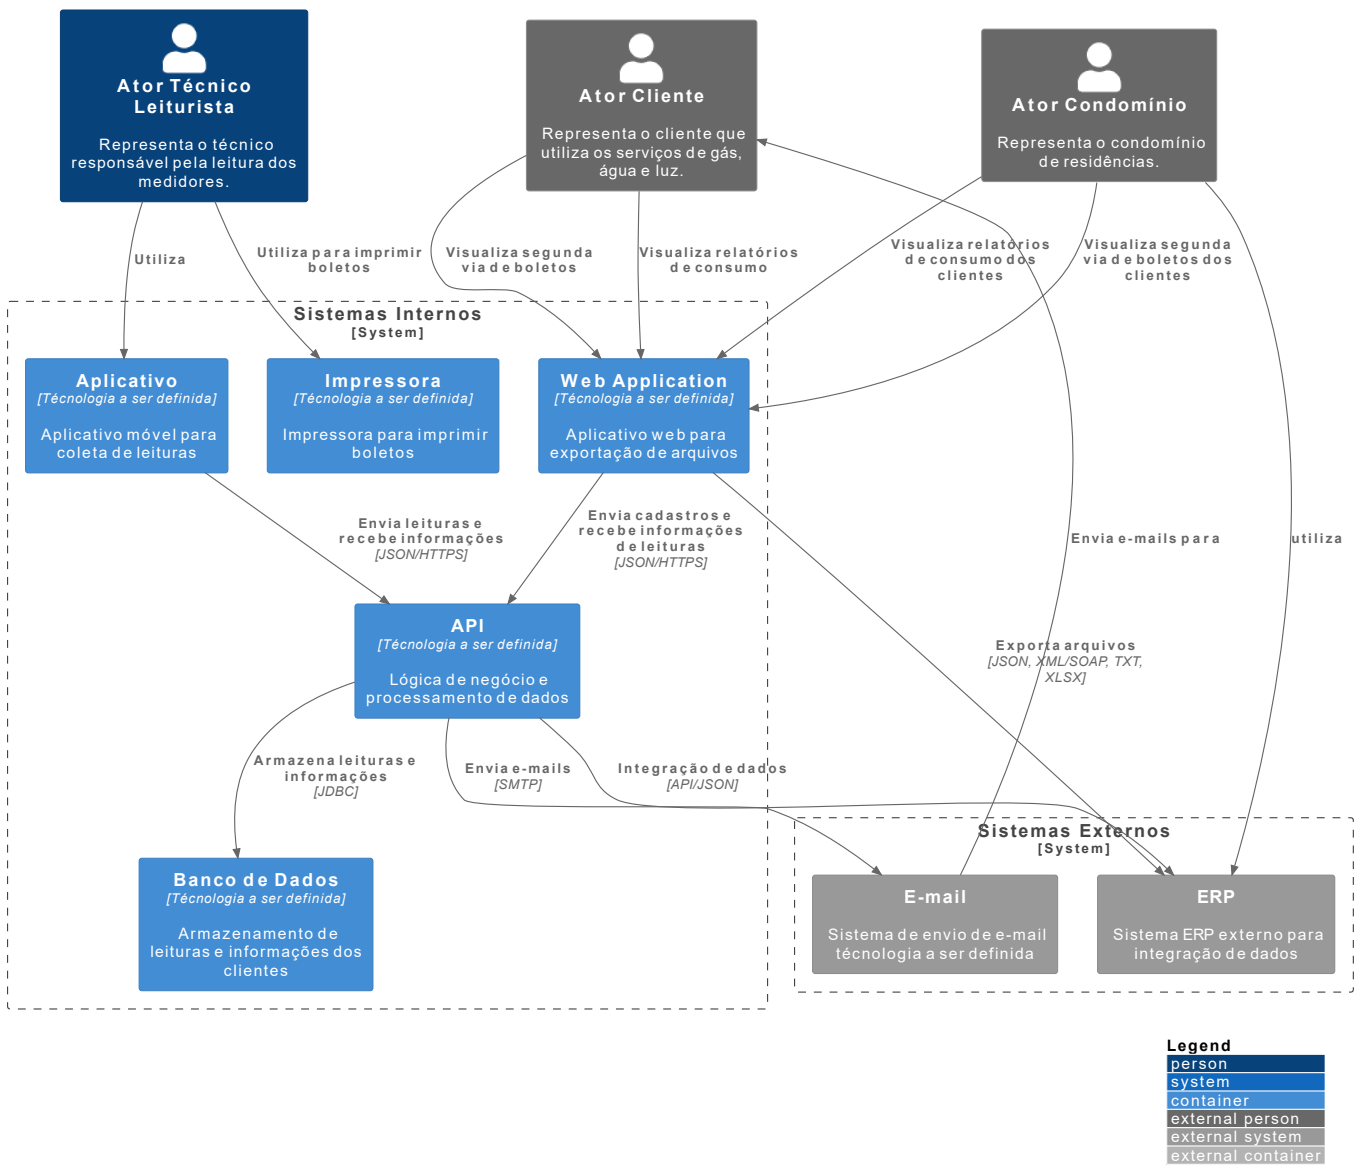 Ator Técnico
Leiturista
Representa o técnico
responsável pela leitura dos
medidores.
Ator Cliente
Representa o cliente que
utiliza os serviços de gás,
água e luz.
Ator Condomínio
Representa o condomínio
de residências.
Utiliza
Utiliza para imprimir
boletos
Visualiza segunda
via de boletos
Visualiza relatórios
de consumo
Visualiza relatórios
de consumo dos
clientes
Visualiza segunda
via de boletos dos
clientes
Sistemas Internos
[System]
Aplicativo
[Técnologia a ser definida]
Aplicativo móvel para
coleta de leituras
Impressora
[Técnologia a ser definida]
Impressora para imprimir
boletos
Web Application
[Técnologia a ser definida]
Aplicativo web para
exportação de arquivos
Envia leituras e
recebe informações
[JSON/HTTPS]
Envia cadastros e
recebe informações
de leituras
[JSON/HTTPS]
Envia e-mails para
utiliza
API
[Técnologia a ser definida]
Lógica de negócio e
processamento de dados
Exporta arquivos
[JSON, XML/SOAP, TXT,
XLSX]
Armazena leituras e
informações
[JDBC]
Envia e-mails
[SMTP]
Integração de dados
[API/JSON]
Sistemas Externos
[System]
Banco de Dados
[Técnologia a ser definida]
Armazenamento de
leituras e informações dos
clientes
E-mail
Sistema de envio de e-mail
técnologia a ser definida
ERP
Sistema ERP externo para
integração de dados
Legend
person
system
container
external person
external system
external container